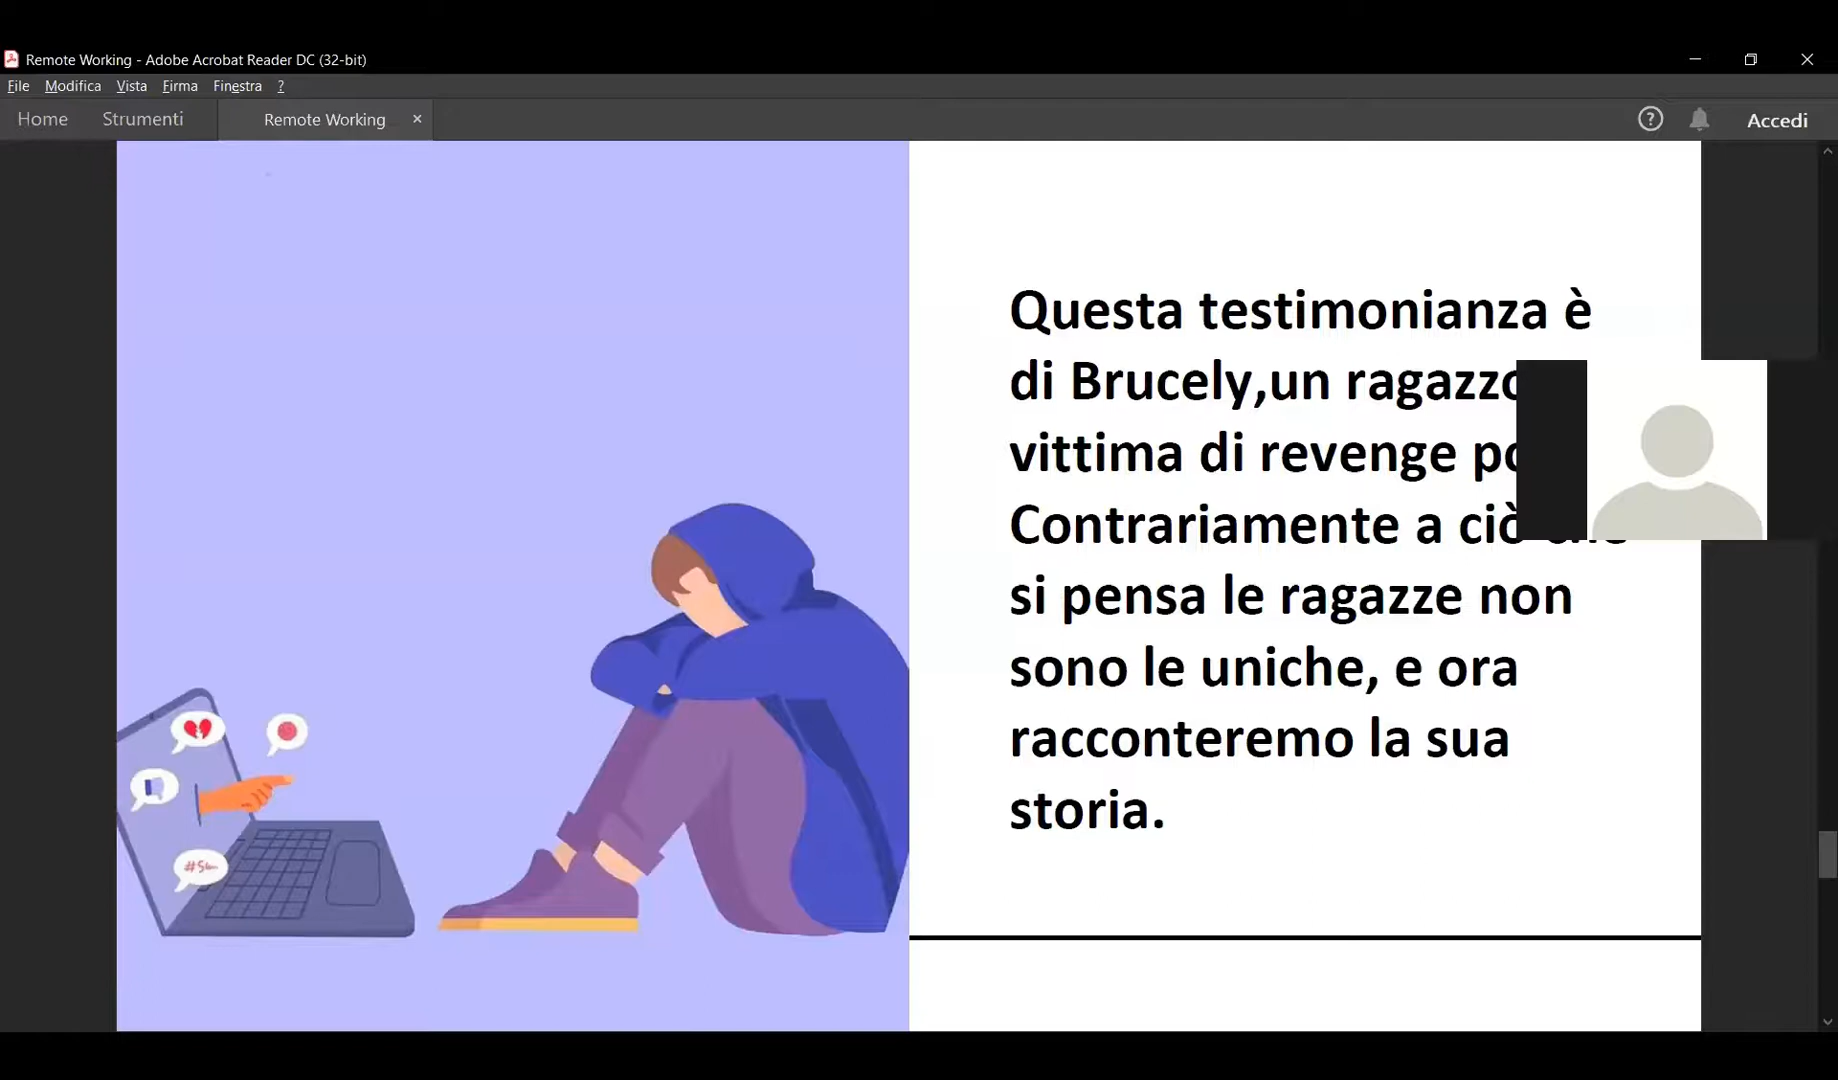 Remote Working - Adobe Acrobat Reader DC (32-bit)
File Modifica Vista Firma Finestra ?
Home Strumenti Remote Working × Accedi
Questa testimonianza è
di Brucely,un ragazzo
vittima di revenge
Contrariamente a ciò
si pensa le ragazze non
sono le uniche, e ora
racconteremo la sua
storia.